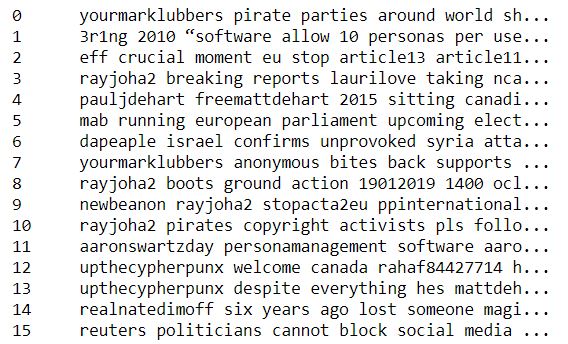 0 yourmarklubbers pirate parties around world sh...
1 3r1ng 2010 “software allow 10 personas per use...
2 eff crucial moment eu stop article13 article11...
3 rayjoha2 breaking reports laurilove taking nca...
4 pauljdehart freemattdehart 2015 sitting canadi...
5 mab running european parliament upcoming elect...
6 dapeaple israel confirms unprovoked syria atta...
7 yourmarklubbers anonymous bites back supports ...
8 rayjoha2 boots ground action 19012019 1400 ocl...
9 newbeanon rayjoha2 stopacta2eu ppinternational...
10 rayjoha2 pirates copyright activists pls follo...
11 aaronswartzday personamanagement software aaro...
12 upthecypherpunx welcome canada rahaf84427714 h...
13 upthecypherpunx despite everything hes mattdeh...
14 realnatedimoff six years ago lost someone magi...
15 reuters politicians cannot block social media ...